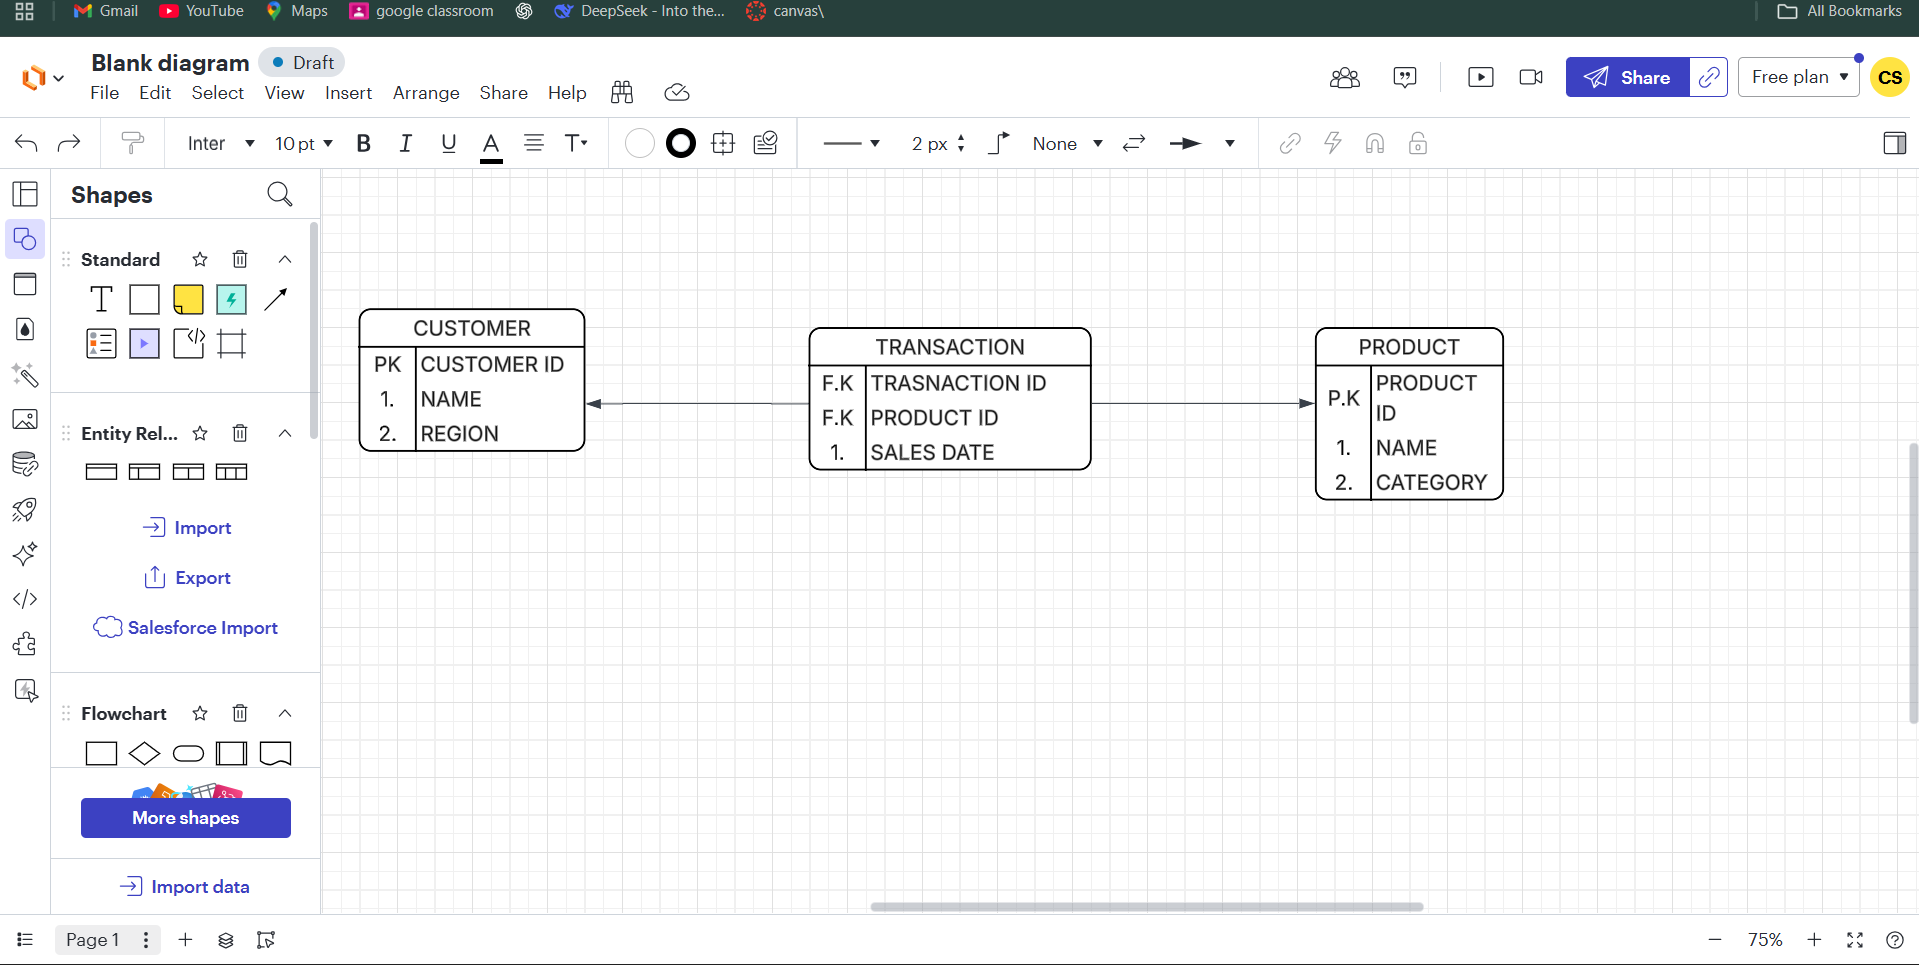 Gmail YouTube Maps google classroom DeepSeek - Into the... canvas\ All Bookmarks
Blank diagram Draft
File Edit Select View Insert Arrange Share Help
Share Free plan CS
Inter 10 pt B I U A T 2 px None
Shapes
Standard
T
Entity Rel...
Import
Export
Salesforce Import
Flowchart
More shapes
Import data
CUSTOMER
PK CUSTOMER ID
1. NAME
2. REGION
TRANSACTION
F.K TRASNACTION ID
F.K PRODUCT ID
1. SALES DATE
PRODUCT
P.K PRODUCT
ID
1. NAME
2. CATEGORY
Page 1 75%